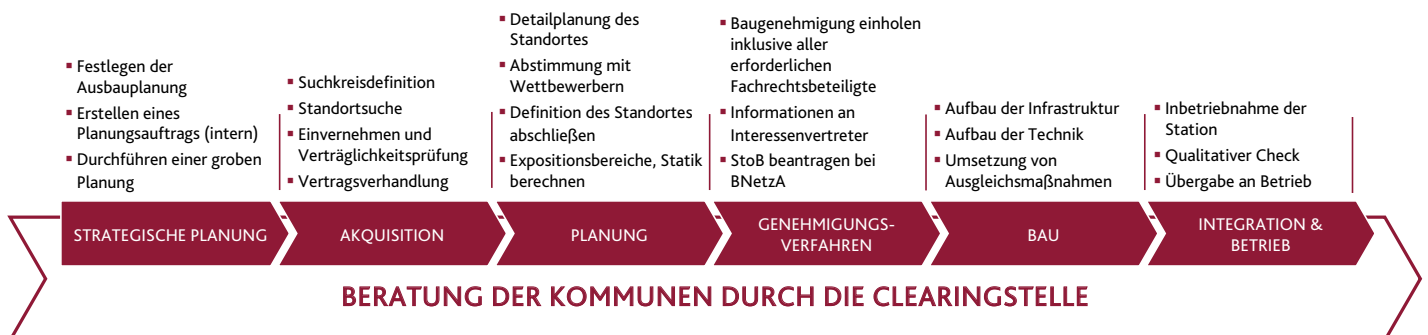 ▪ Festlegen der
Ausbauplanung
▪ Erstellen eines
Planungsauftrags (intern)
▪ Durchführen einer groben
Planung
▪ Suchkreisdefinition
▪ Standortsuche
▪ Einvernehmen und
Verträglichkeitsprüfung
▪ Vertragsverhandlung
▪ Detailplanung des
Standortes
▪ Abstimmung mit
Wettbewerbern
▪ Definition des Standortes
abschließen
▪ Expositionsbereiche, Statik
berechnen
▪ Baugenehmigung einholen
inklusive aller
erforderlichen
Fachrechtsbeteiligte
▪ Informationen an
Interessenvertreter
▪ StoB beantragen bei
BNetzA
▪ Aufbau der Infrastruktur
▪ Aufbau der Technik
▪ Umsetzung von
Ausgleichsmaßnahmen
▪ Inbetriebnahme der
Station
▪ Qualitativer Check
▪ Übergabe an Betrieb
STRATEGISCHE PLANUNG
AKQUISITION
PLANUNG
GENEHMIGUNGS-
VERFAHREN
BAU
INTEGRATION &
BETRIEB
BERATUNG DER KOMMUNEN DURCH DIE CLEARINGSTELLE